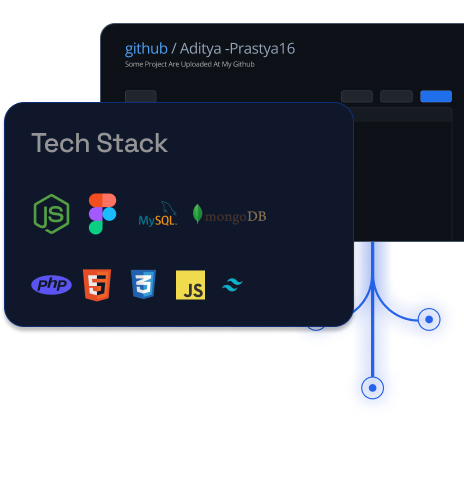 github / Aditya -Prastya16
Some Project Are Uploaded At My Github
Tech Stack
JS
MySQL.
mongoDB
php
5
3
JS